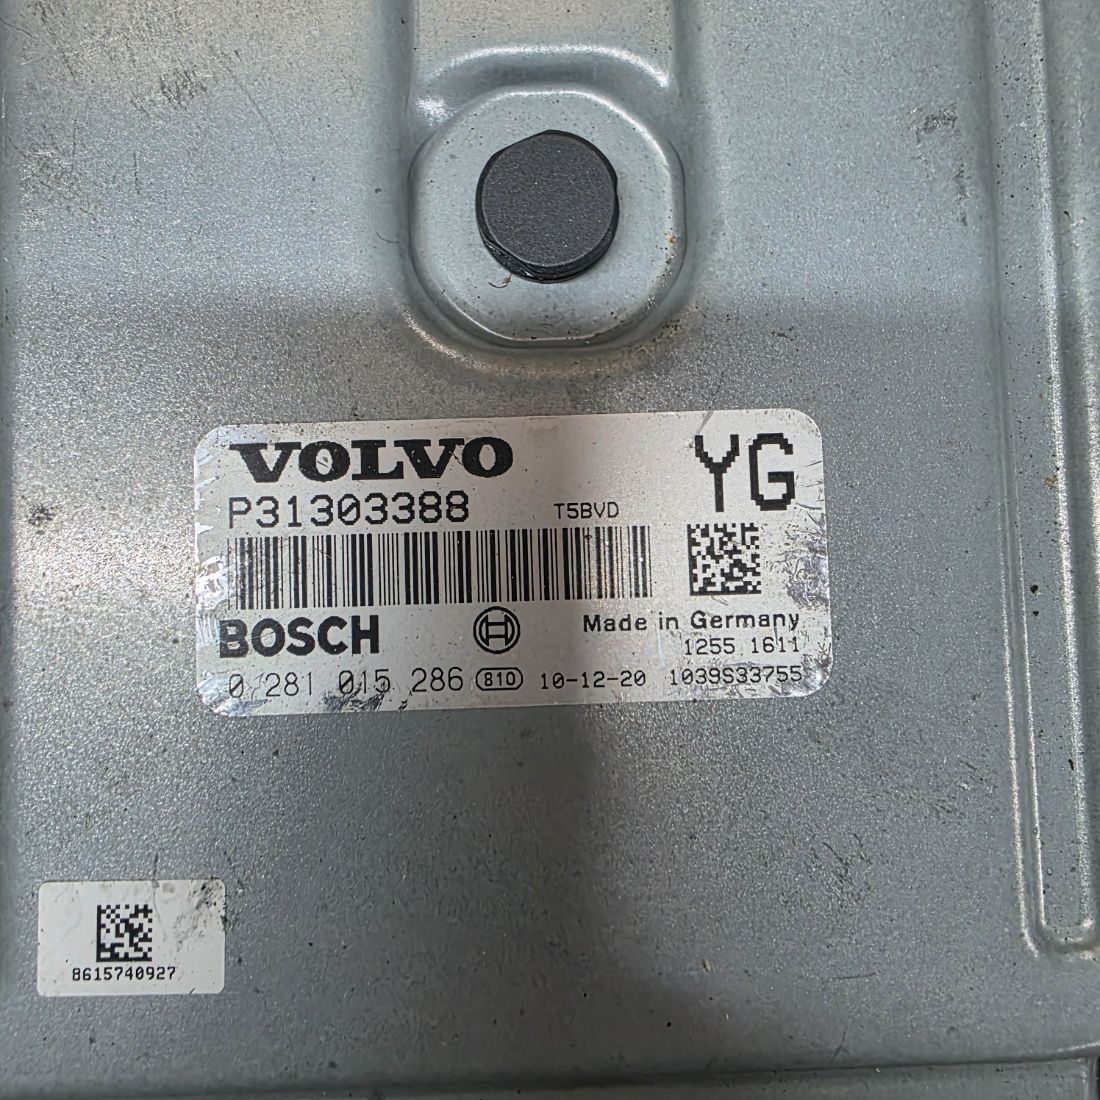 VOLVO
YG
P31303388 T5BVD
BOSCH
Made in Germany
1255 1611
0 281 015 286 810 10-12-20 1039S33755
8615740927